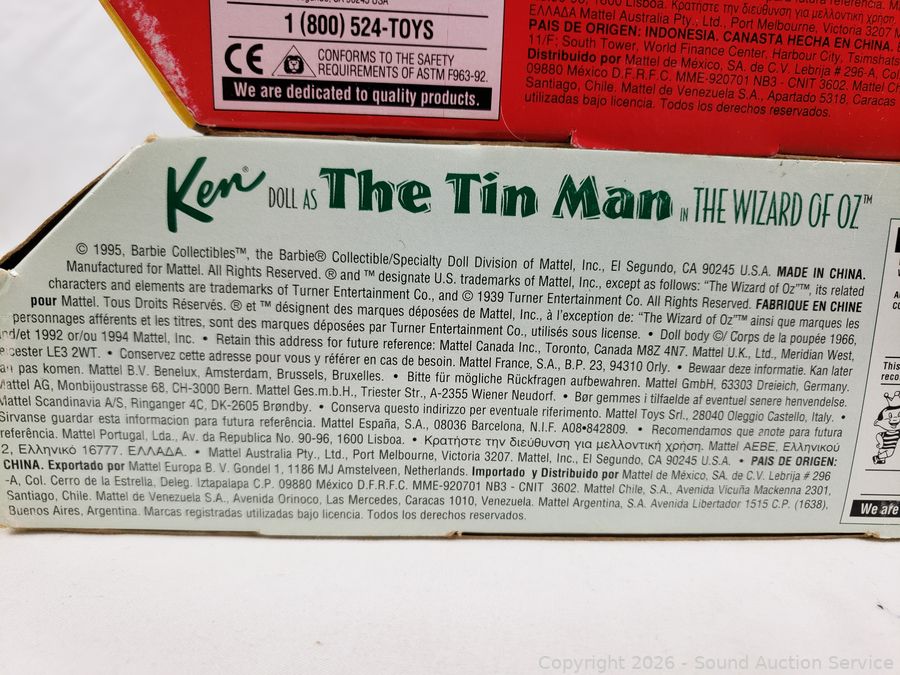 1 (800) 524-TOYS
CE
CONFORMS TO THE SAFETY
REQUIREMENTS OF ASTM F963-92.
We are dedicated to quality products.
1600 Lisboa. Κρατήστε την διεύθυνση για μελλοντική χρήση.
ΕΛΛΑΔΑ Mattel Australia Pty., Ltd., Port Melbourne, Victoria 3207
PAIS DE ORIGEN: INDONESIA. CANASTA HECHA EN CHINA.
11/F; South Tower, World Finance Center, Harbour City, Tsimshats
Distribuido por Mattel de México, S.A. de C.V. Lebrija # 296-A, Col.
09880 México D.F.R.F.C. MME-920701 NB3 - CNIT 3602. Mattel
Santiago, Chile. Mattel de Venezuela S.A., Apartado 5318, Caracas
utilizadas bajo licencia. Todos los derechos reservados.
Ken® DOLL AS The Tin Man IN THE WIZARD OF OZ™
© 1995, Barbie Collectibles™, the Barbie® Collectible/Specialty Doll Division of Mattel, Inc., El Segundo, CA 90245 U.S.A. MADE IN CHINA.
Manufactured for Mattel. All Rights Reserved. ® and ™ designate U.S. trademarks of Mattel, Inc., except as follows: "The Wizard of Oz"™, its related
characters and elements are trademarks of Turner Entertainment Co., and © 1939 Turner Entertainment Co. All Rights Reserved. FABRIQUÉ EN CHINE
pour Mattel. Tous Droits Réservés. ® et ™ désignent des marques déposées de Mattel, Inc., à l'exception de: "The Wizard of Oz"™ ainsi que marques les
personnages afférents et les titres, sont des marques déposées par Turner Entertainment Co., utilisés sous license. • Doll body ©/ Corps de la poupée 1966,
nd/et 1992 or/ou 1994 Mattel, Inc. • Retain this address for future reference: Mattel Canada Inc., Toronto, Canada M8Z 4N7. Mattel U.K., Ltd., Meridian West,
cester LE3 2WT. • Conservez cette adresse pour vous y référer en cas de besoin. Mattel France, S.A., B.P. 23, 94310 Orly. • Bewaar deze informatie. Kan later
an pas komen. Mattel B.V. Benelux, Amsterdam, Brussels, Bruxelles. • Bitte für mögliche Rückfragen aufbewahren. Mattel GmbH, 63303 Dreieich, Germany.
Mattel AG, Monbijoustrasse 68, CH-3000 Bern. Mattel Ges.m.b.H., Triester Str., A-2355 Wiener Neudorf. • Bør gemmes i tilfaelde af eventuel senere henvendelse.
Mattel Scandinavia A/S, Ringanger 4C, DK-2605 Brøndby. • Conserva questo indirizzo per eventuale riferimento. Mattel Toys Srl., 28040 Oleggio Castello, Italy. •
Sirvanse guardar esta informacion para futura referência. Mattel España, S.A., 08036 Barcelona, N.I.F. A08•842809. • Recomendamos que anote para futura
referência. Mattel Portugal, Lda., Av. da Republica No. 90-96, 1600 Lisboa. • Κρατήστε την διεύθυνση για μελλοντική χρήση. Mattel AEBE, Ελληνικού
2, ΕΛΛΗΝΙΚΟ 16777. ΕΛΛΑΔΑ. • Mattel Australia Pty., Ltd., Port Melbourne, Victoria 3207. Mattel, Inc., El Segundo, CA 90245 U.S.A. • PAIS DE ORIGEN:
CHINA. Exportado por Mattel Europa B. V. Gondel 1, 1186 MJ Amstelveen, Netherlands. Importado y Distribuido por Mattel de México, S.A. de C.V. Lebrija # 296
-A, Col. Cerro de la Estrella, Deleg. Iztapalapa C.P. 09880 México D.F.R.F.C. MME-920701 NB3 - CNIT 3602. Mattel Chile, S.A., Avenida Vicuña Mackenna 2301,
Santiago, Chile. Mattel de Venezuela S.A., Avenida Orinoco, Las Mercedes, Caracas 1010, Venezuela. Mattel Argentina, S.A. Avenida Libertador 1515 C.P. (1638),
Buenos Aires, Argentina. Marcas registradas utilizadas bajo licencia. Todos los derechos reservados.
This
reco
We are
Copyright 2026 - Sound Auction Service